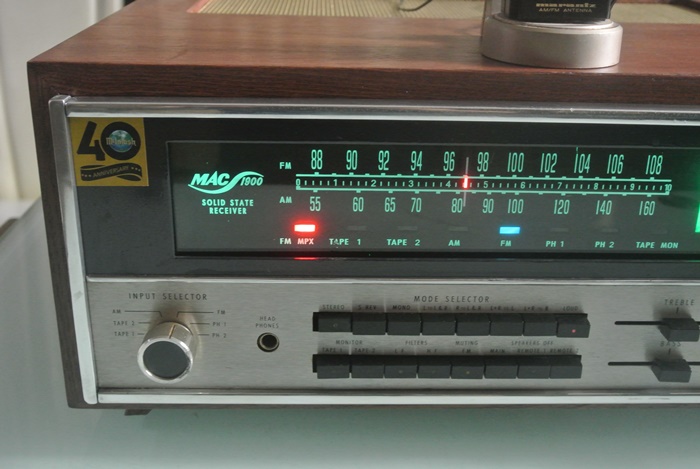 AM/FM ANTENNA
40
McIntosh
ANNIVERSARY
FM 88 90 92 94 96 98 100 102 104 106 108
0 1 2 3 4 5 6 7 8 9 10
AM 55 60 65 70 80 90 100 120 140 160
MAC 1900
SOLID STATE
RECEIVER
FM MPX TAPE 1 TAPE 2 AM FM PH 1 PH 2 TAPE MON
INPUT SELECTOR
AM FM
TAPE 2 PH 1
TAPE 1 PH 2
HEAD
PHONES
MODE SELECTOR
STEREO MONO
TREBLE
MONITOR FILTERS MUTING SPEAKERS OFF
TAPE 1 TAPE 2 FM MAIN REMOTE
BASS